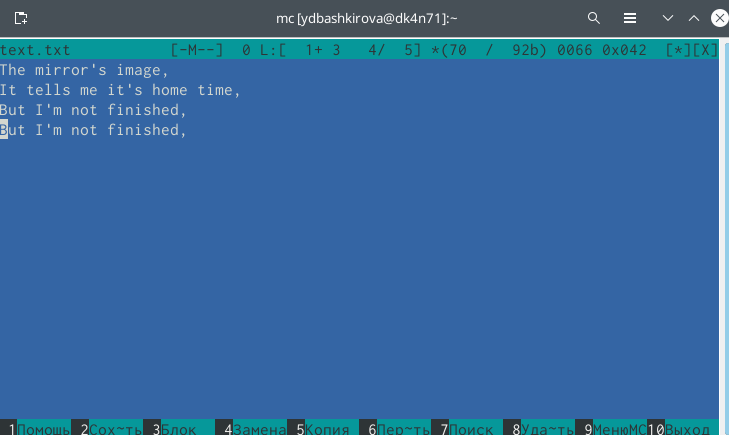 mc [ydbashkirova@dk4n71]:~
text.txt [-M--] 0 L:[ 1+ 3 4/ 5] *(70 / 92b) 0066 0x042 [*][X]
The mirror's image,
It tells me it's home time,
But I'm not finished,
But I'm not finished,
1Помощь 2Сох~ть 3Блок 4Замена 5Копия 6Пер~ть 7Поиск 8Уда~ть 9МенюMC 10Выход